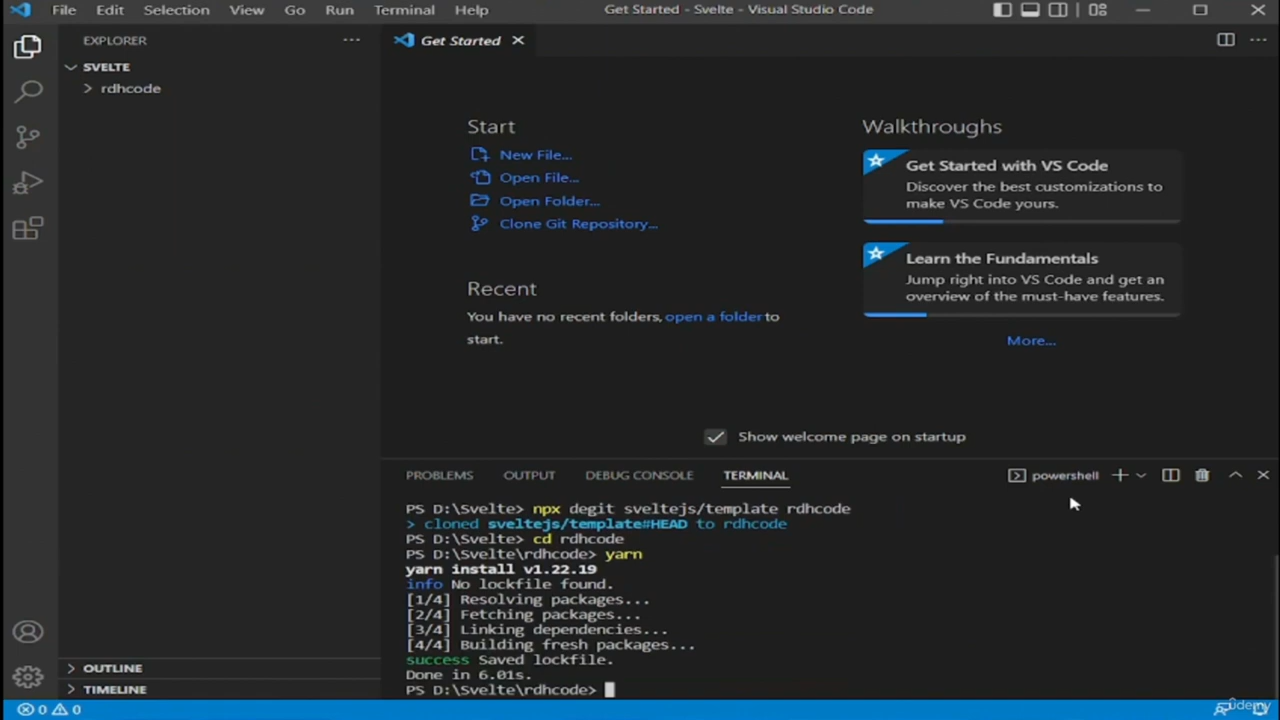 File Edit Selection View Go Run Terminal Help
Get Started - Svelte - Visual Studio Code
EXPLORER
SVELTE
rdhcode
OUTLINE
TIMELINE
Get Started
Start
New File...
Open File...
Open Folder...
Clone Git Repository...
Recent
You have no recent folders, open a folder to
start.
Walkthroughs
Get Started with VS Code
Discover the best customizations to
make VS Code yours.
Learn the Fundamentals
Jump right into VS Code and get an
overview of the must-have features.
More...
Show welcome page on startup
PROBLEMS OUTPUT DEBUG CONSOLE TERMINAL
powershell
PS D:\Svelte> npx degit sveltejs/template rdhcode
> cloned sveltejs/template#HEAD to rdhcode
PS D:\Svelte> cd rdhcode
PS D:\Svelte\rdhcode> yarn
yarn install v1.22.19
info No lockfile found.
[1/4] Resolving packages...
[2/4] Fetching packages...
[3/4] Linking dependencies...
[4/4] Building fresh packages...
success Saved lockfile.
Done in 6.01s.
PS D:\Svelte\rdhcode>
0 0
ûdemy